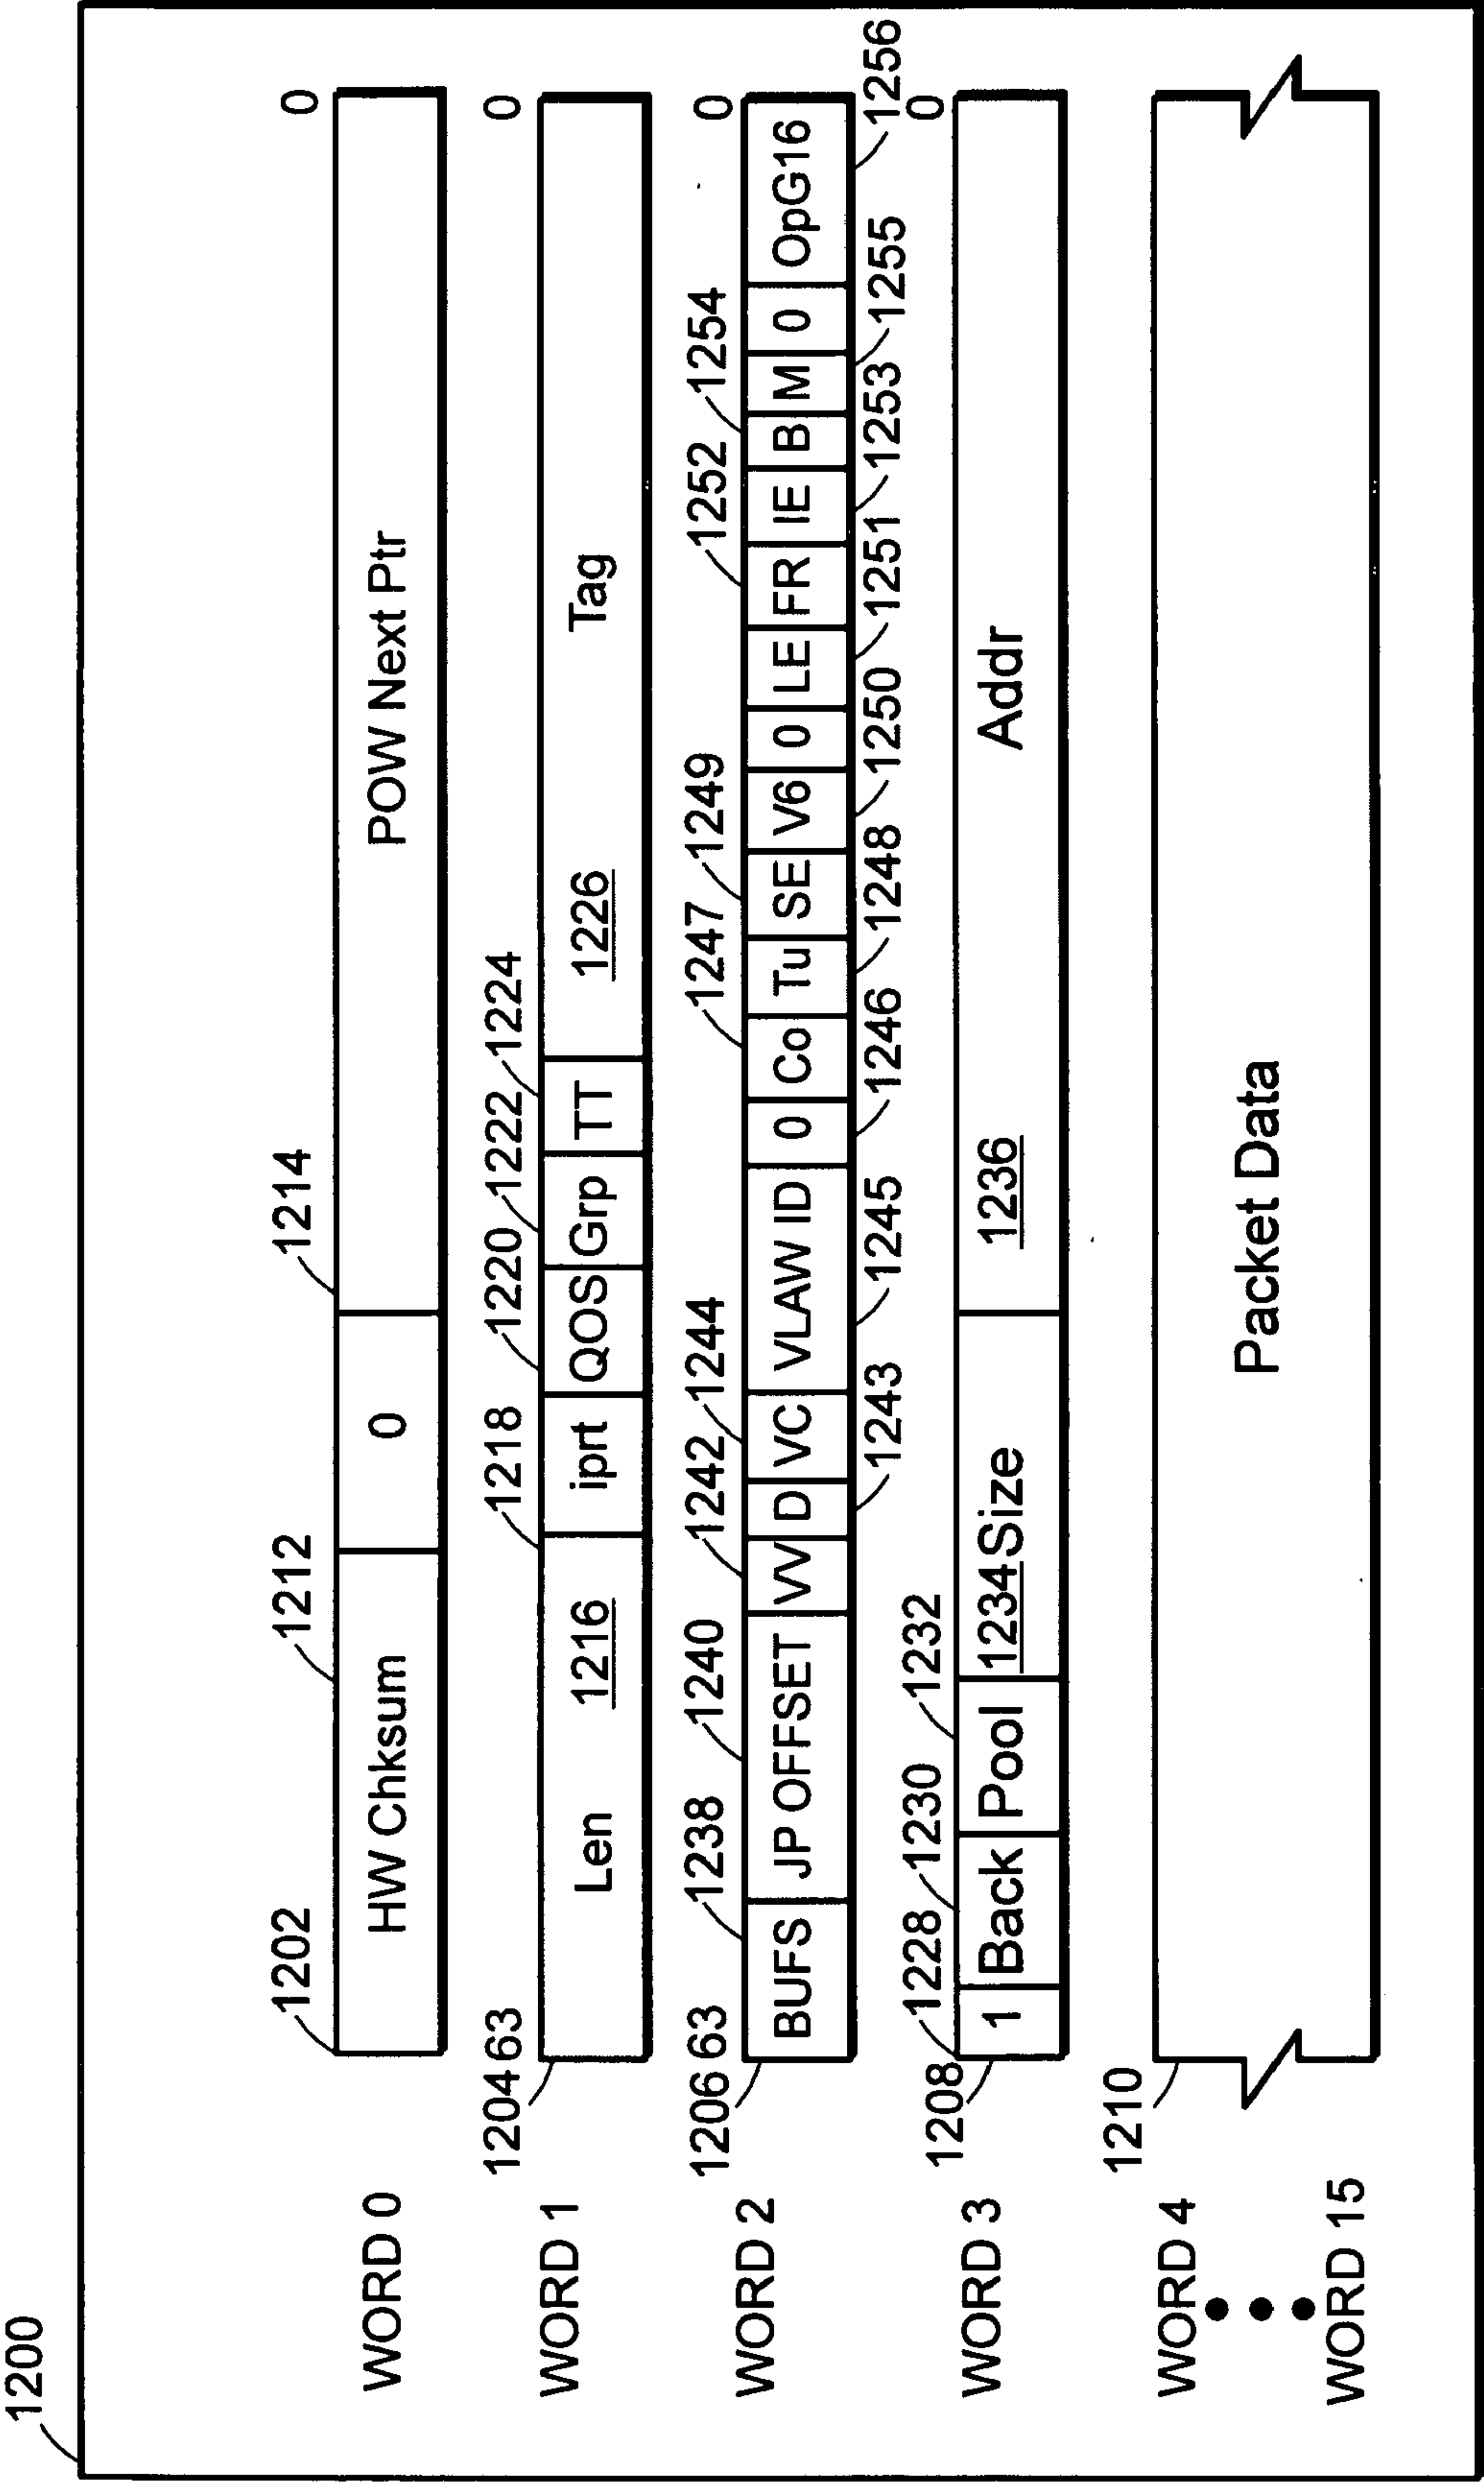 1200
1202 1212 1214 0
WORD 0 HW Chksum 0 POW Next Ptr
1204 63 1218 1220 1222 1224 0
WORD 1 Len 1216 iprt QOS Grp TT 1226 Tag
1206 63 1238 1240 1242 1244 1247 1249 1252 1254 0
WORD 2 BUFS JP OFFSET VV D VC VLAW ID 0 Co Tu SE V6 0 LE FR IE B M 0 OpG16
1243 1245 1246 1248 1250 1251 1253 1255 1256
1208 1228 1230 1232 0
WORD 3 1 Back Pool 1234 Size 1236 Addr
1210
WORD 4
Packet Data
WORD 15